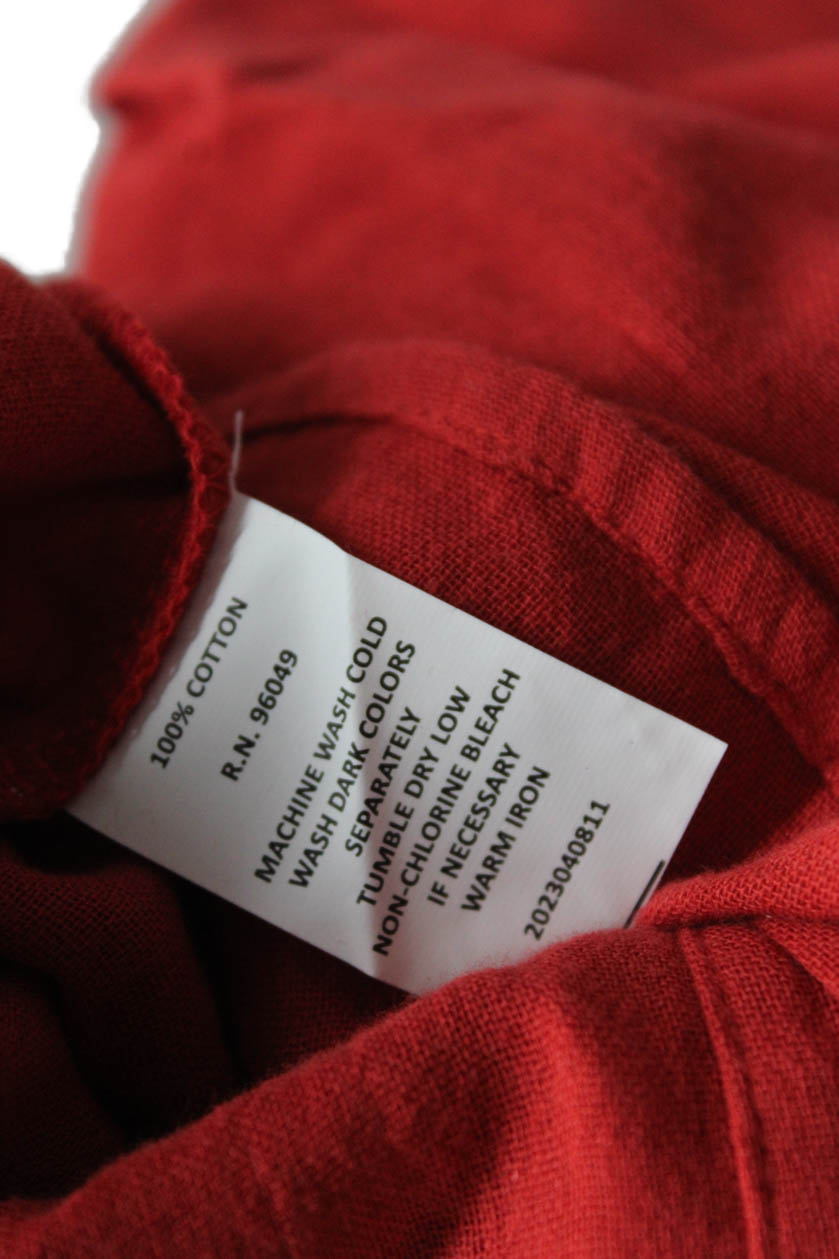 100% COTTON
R.N. 96049
MACHINE WASH COLD
WASH DARK COLORS
SEPARATELY
TUMBLE DRY LOW
NON-CHLORINE BLEACH
IF NECESSARY
WARM IRON
2023040811